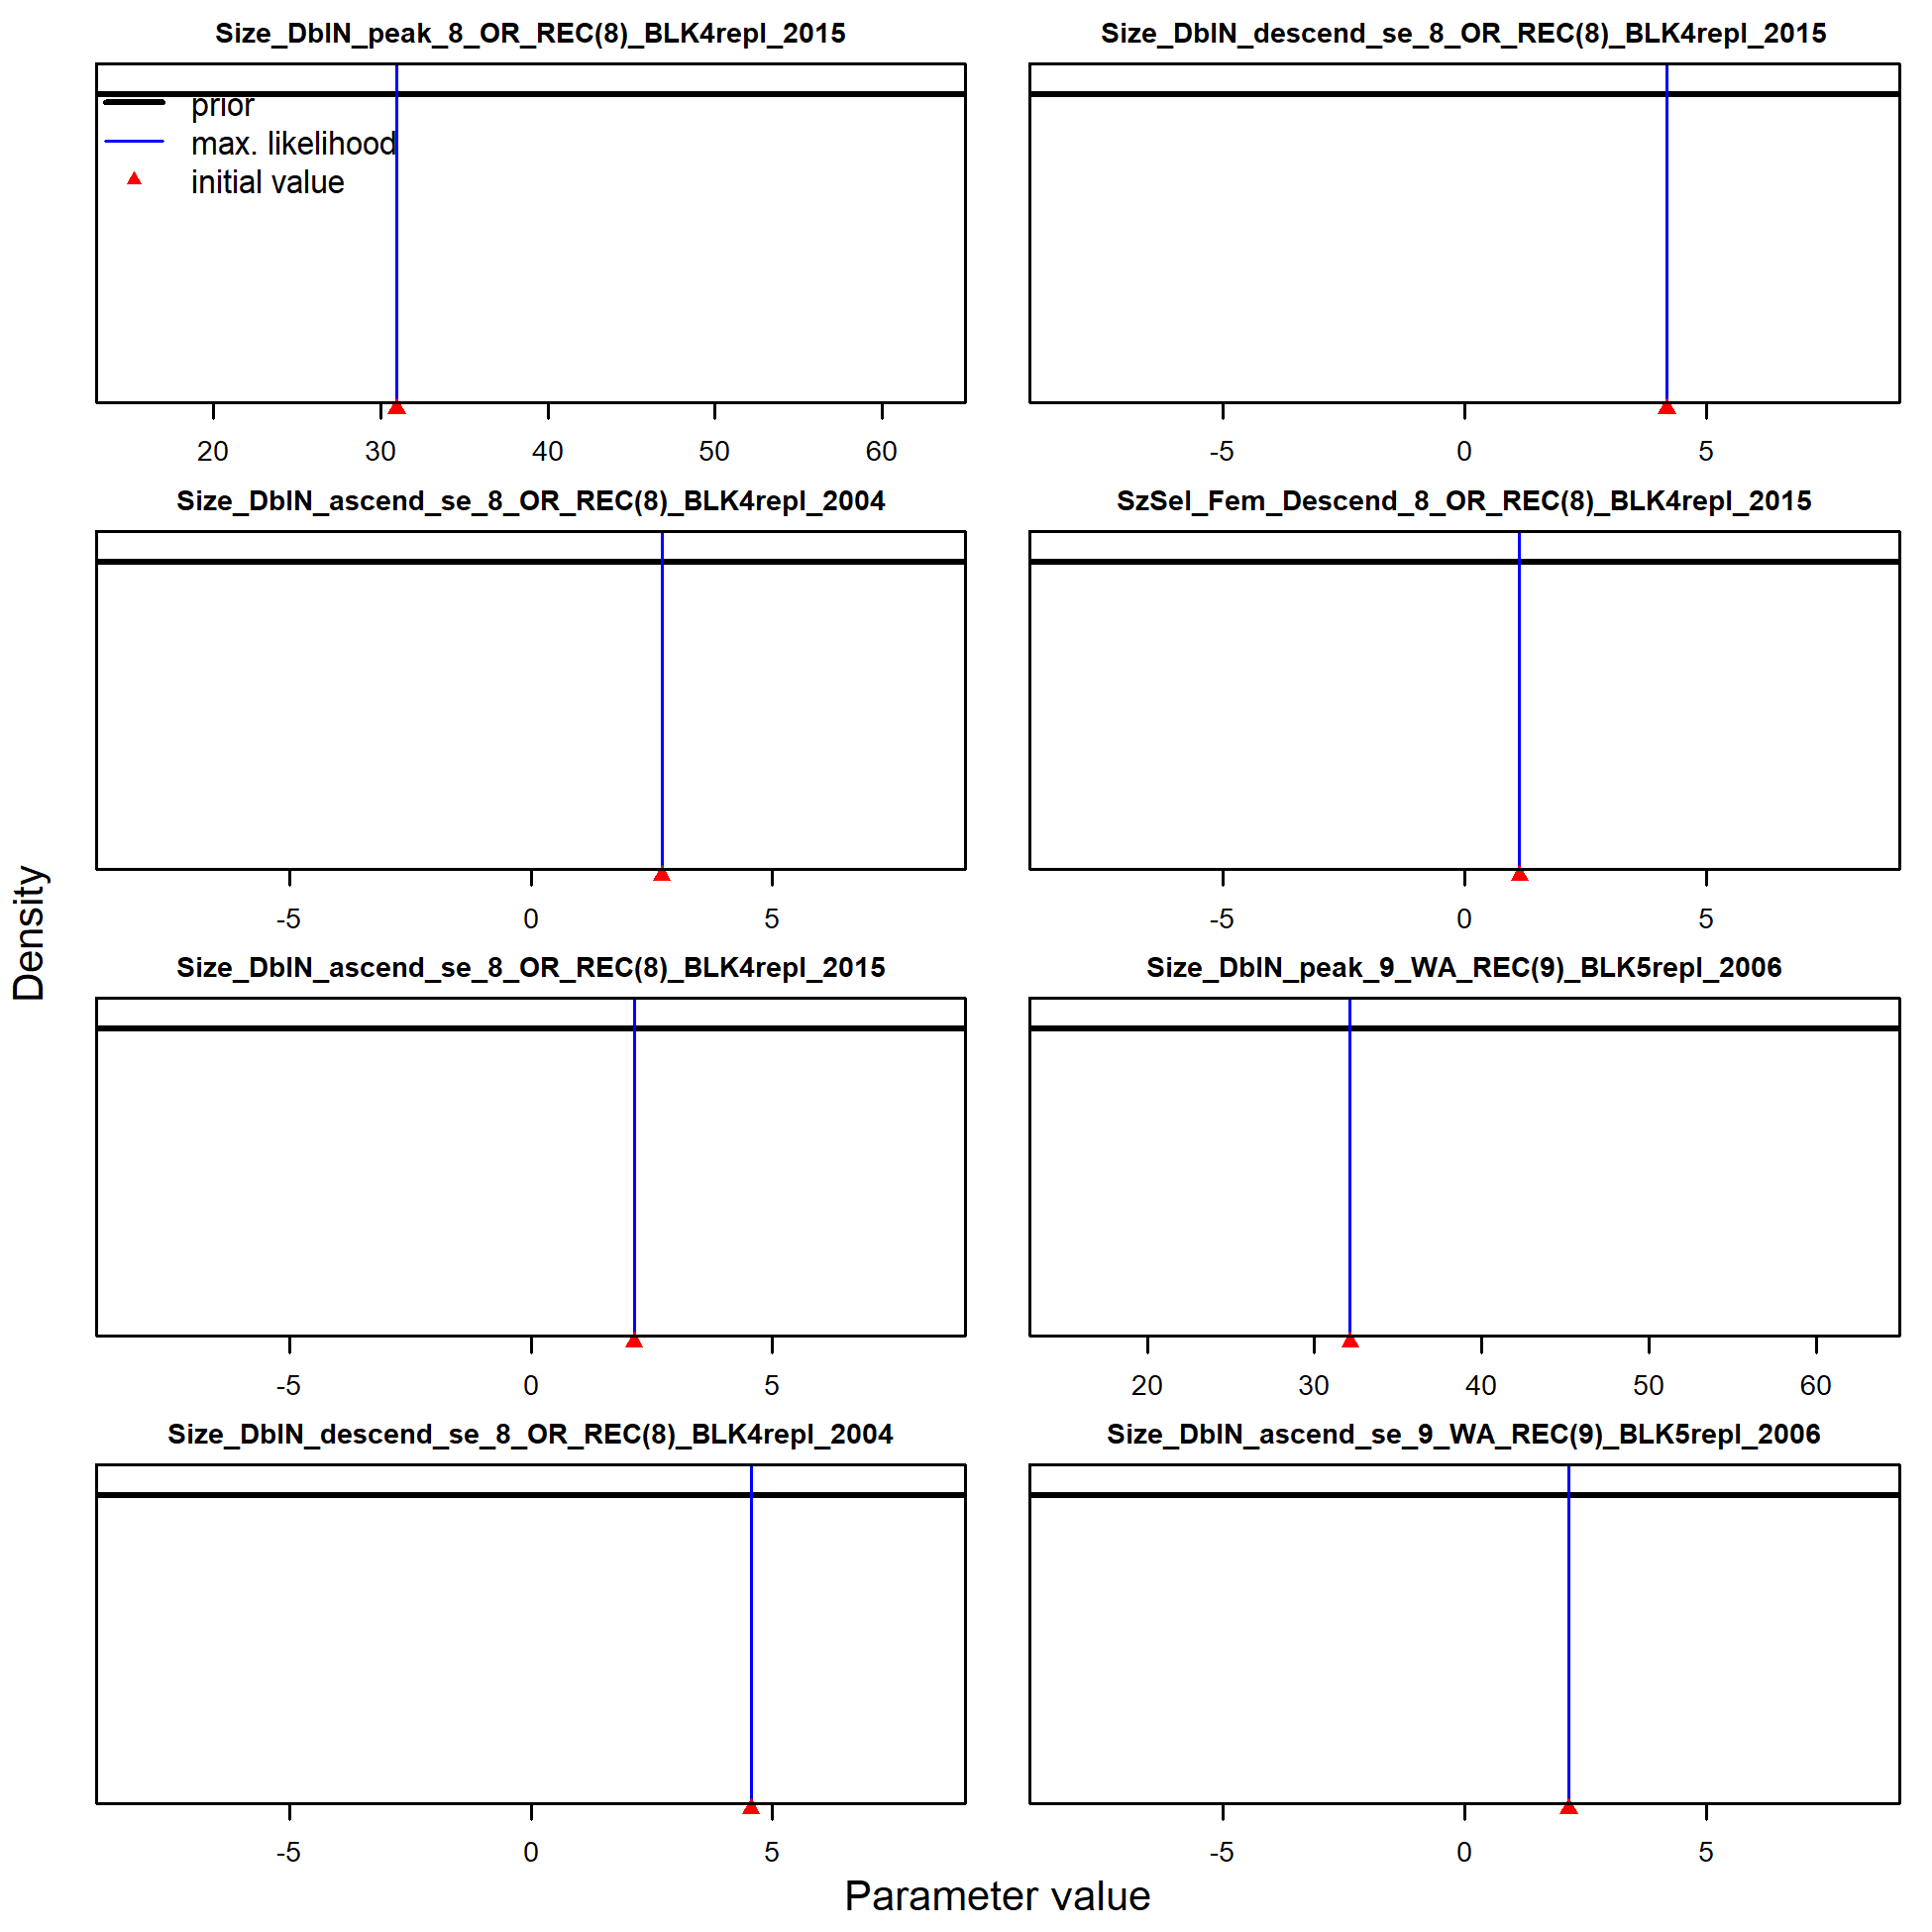 Size_DblN_peak_8_OR_REC(8)_BLK4repl_2015
prior
max. likelihood
initial value
20 30 40 50 60
Size_DblN_descend_se_8_OR_REC(8)_BLK4repl_2015
-5 0 5
Size_DblN_ascend_se_8_OR_REC(8)_BLK4repl_2004
-5 0 5
SzSel_Fem_Descend_8_OR_REC(8)_BLK4repl_2015
-5 0 5
Size_DblN_ascend_se_8_OR_REC(8)_BLK4repl_2015
-5 0 5
Size_DblN_peak_9_WA_REC(9)_BLK5repl_2006
20 30 40 50 60
Size_DblN_descend_se_8_OR_REC(8)_BLK4repl_2004
-5 0 5
Size_DblN_ascend_se_9_WA_REC(9)_BLK5repl_2006
-5 0 5
Density
Parameter value